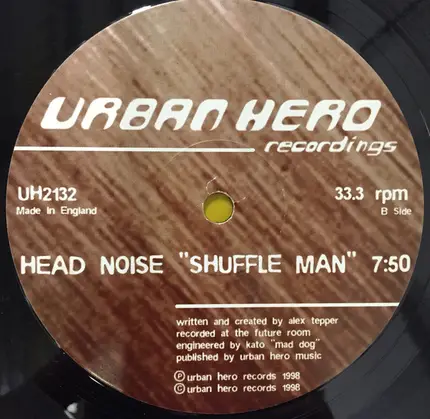 URBAN HERO
recordings
UH2132
Made In England
33.3 rpm
B Side
HEAD NOISE "SHUFFLE MAN" 7:50
written and created by alex tepper
recorded at the future room
engineered by kato "mad dog"
published by urban hero music
Ⓟurban hero records 1998
©urban hero records 1998